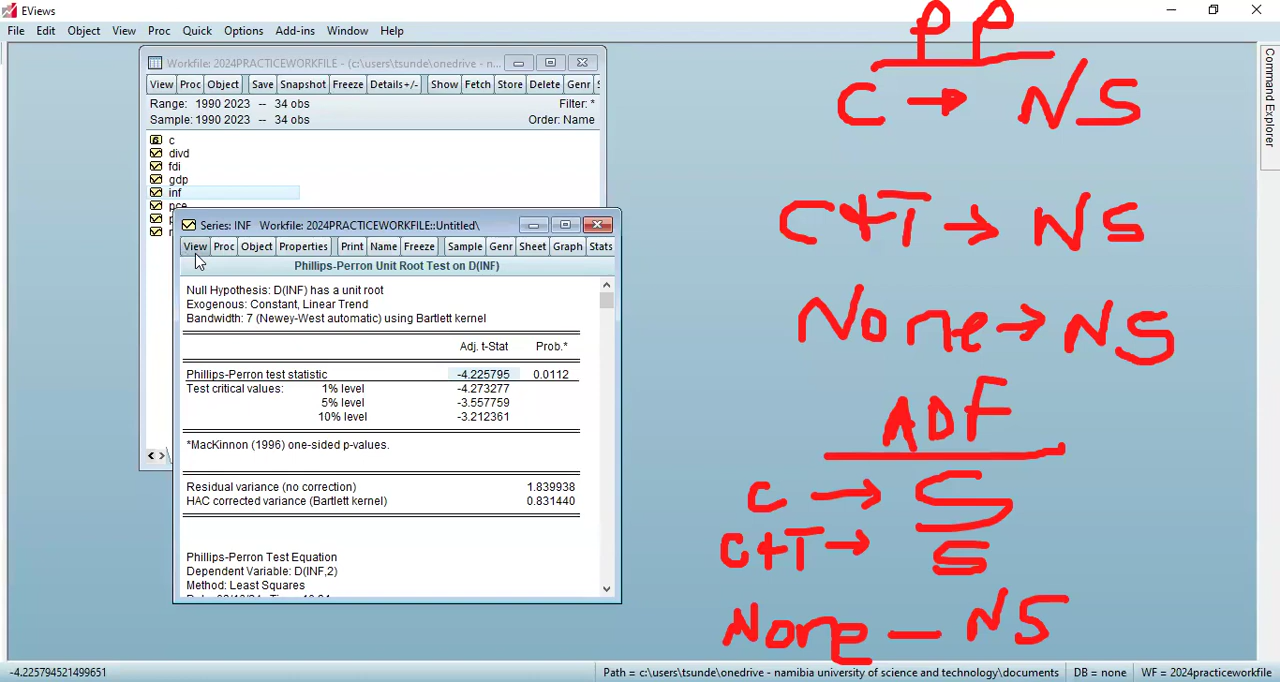 EViews
File Edit Object View Proc Quick Options Add-ins Window Help
Command Explorer
Workfile: 2024PRACTICEWORKFILE - (c:\users\tsunde\onedrive - n...
View Proc Object Save Snapshot Freeze Details+/- Show Fetch Store Delete Genr
Range: 1990 2023 -- 34 obs Filter: *
Sample: 1990 2023 -- 34 obs Order: Name
c
divd
fdi
gdp
inf
pce
Series: INF Workfile: 2024PRACTICEWORKFILE::Untitled\
View Proc Object Properties Print Name Freeze Sample Genr Sheet Graph Stats
Phillips-Perron Unit Root Test on D(INF)
Null Hypothesis: D(INF) has a unit root
Exogenous: Constant, Linear Trend
Bandwidth: 7 (Newey-West automatic) using Bartlett kernel
Adj. t-Stat Prob.*
Phillips-Perron test statistic -4.225795 0.0112
Test critical values: 1% level -4.273277
5% level -3.557759
10% level -3.212361
*MacKinnon (1996) one-sided p-values.
Residual variance (no correction) 1.839938
HAC corrected variance (Bartlett kernel) 0.831440
Phillips-Perron Test Equation
Dependent Variable: D(INF,2)
Method: Least Squares
PP
C → NS
C+T → NS
None → NS
ADF
C → S
C+T → S
None — NS
-4.225794521499651
Path = c:\users\tsunde\onedrive - namibia university of science and technology\documents DB = none WF = 2024practiceworkfile